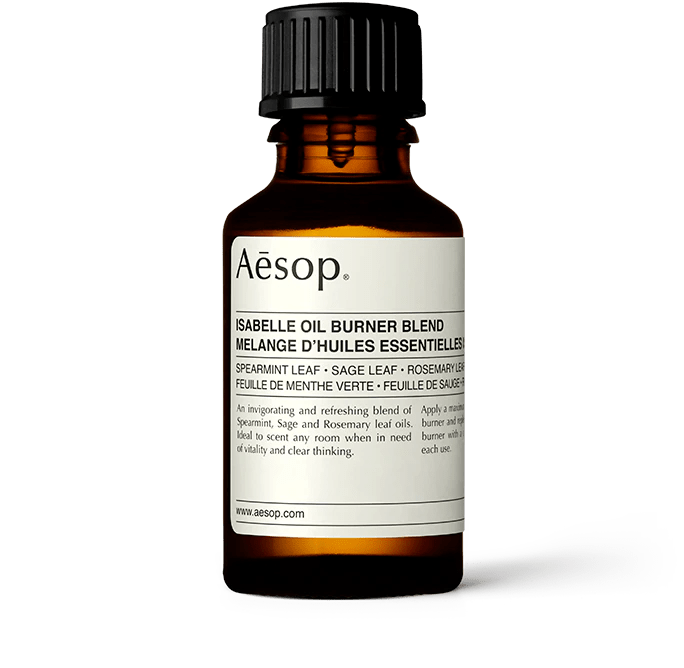 Aēsop®
ISABELLE OIL BURNER BLEND
MELANGE D'HUILES ESSENTIELLES
SPEARMINT LEAF • SAGE LEAF • ROSEMARY
FEUILLE DE MENTHE VERTE • FEUILLE DE SAUGE •
An invigorating and refreshing blend of
Spearmint, Sage and Rosemary leaf oils.
Ideal to scent any room when in need
of vitality and clear thinking.
Apply a
burner and
burner with a
each use.
www.aesop.com